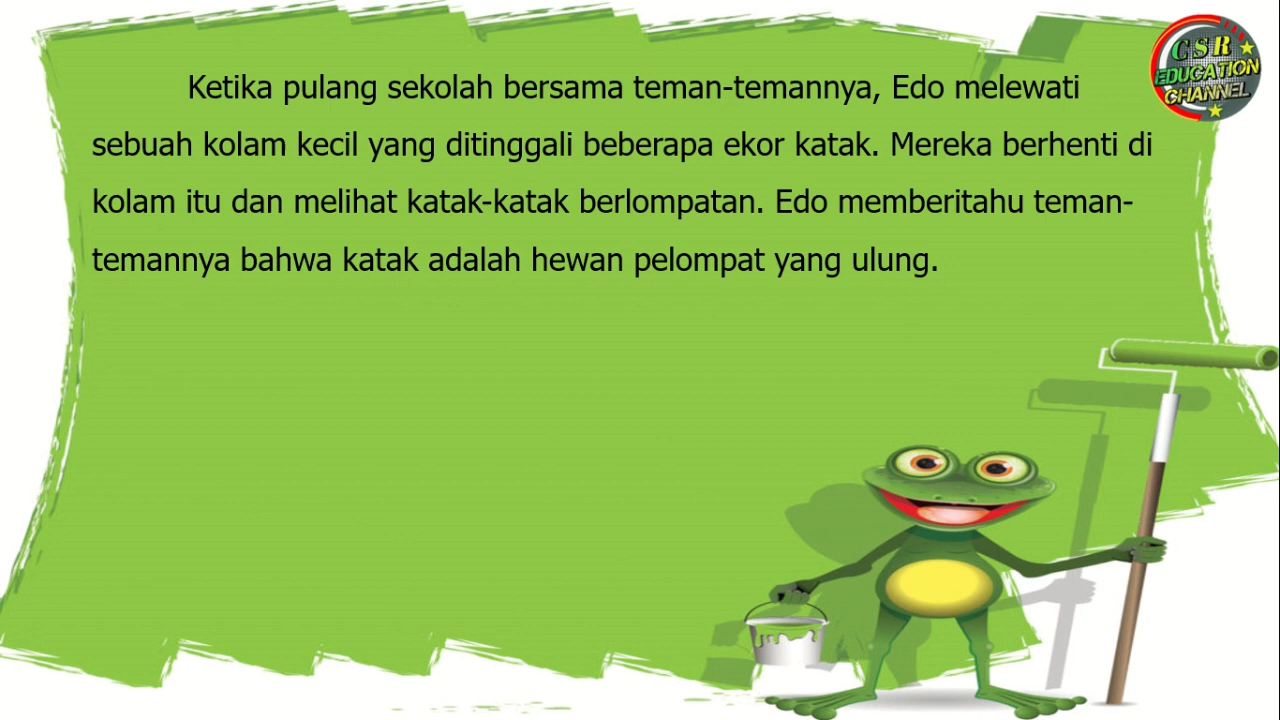 Ketika pulang sekolah bersama teman-temannya, Edo melewati
sebuah kolam kecil yang ditinggali beberapa ekor katak. Mereka berhenti di
kolam itu dan melihat katak-katak berlompatan. Edo memberitahu teman-
temannya bahwa katak adalah hewan pelompat yang ulung.
CSR
EDUCATION
CHANNEL